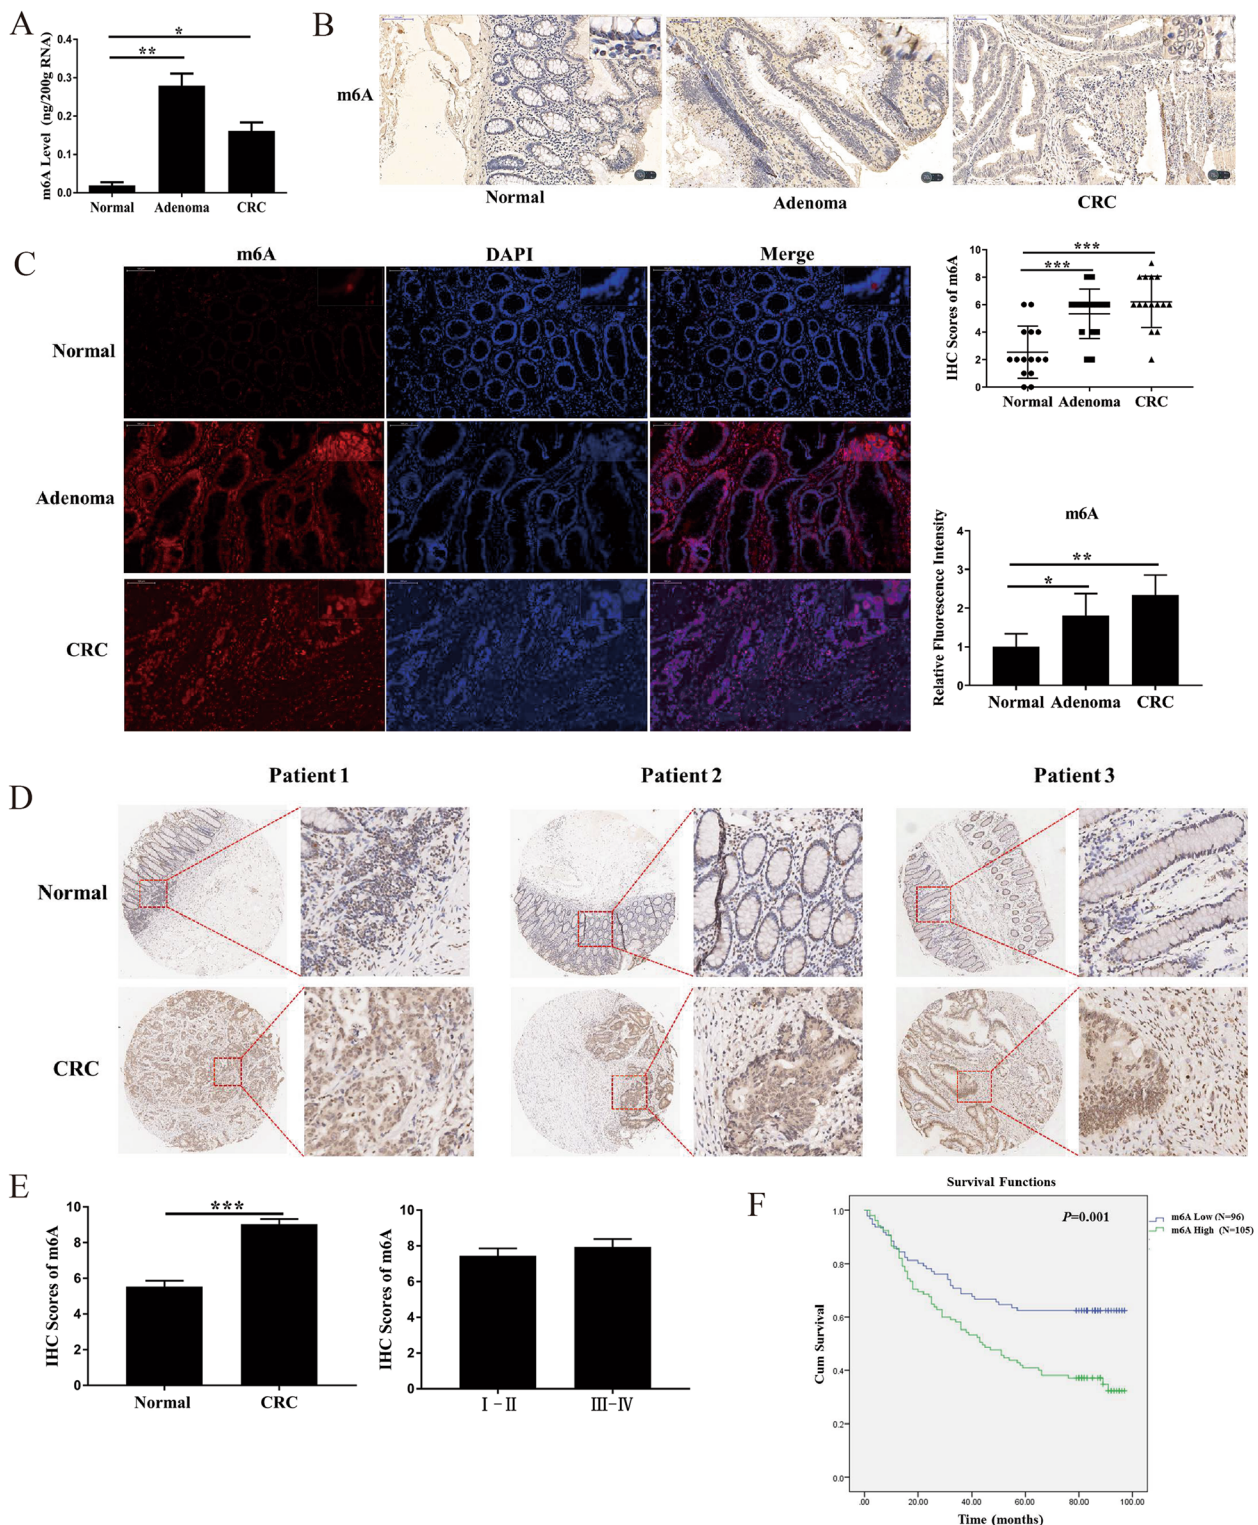 A
m6A Level (ng/200g RNA)
0.4
0.3
0.2
0.1
0.0
*
**
Normal
Adenoma
CRC
B
m6A
Normal
Adenoma
CRC
C
m6A
DAPI
Merge
Normal
Adenoma
CRC
IHC Scores of m6A
10
8
6
4
2
0
***
***
Normal
Adenoma
CRC
m6A
Relative Fluorescence Intensity
4
3
2
1
0
**
*
Normal
Adenoma
CRC
D
Patient 1
Patient 2
Patient 3
Normal
CRC
E
IHC Scores of m6A
10
8
6
4
2
0
***
Normal
CRC
IHC Scores of m6A
10
8
6
4
2
0
I-II
III-IV
F
Survival Functions
P=0.001
m6A Low (N=96)
m6A High (N=105)
Cum Survival
1.0
0.8
0.6
0.4
0.2
0.0
.00
20.00
40.00
60.00
80.00
100.00
Time (months)